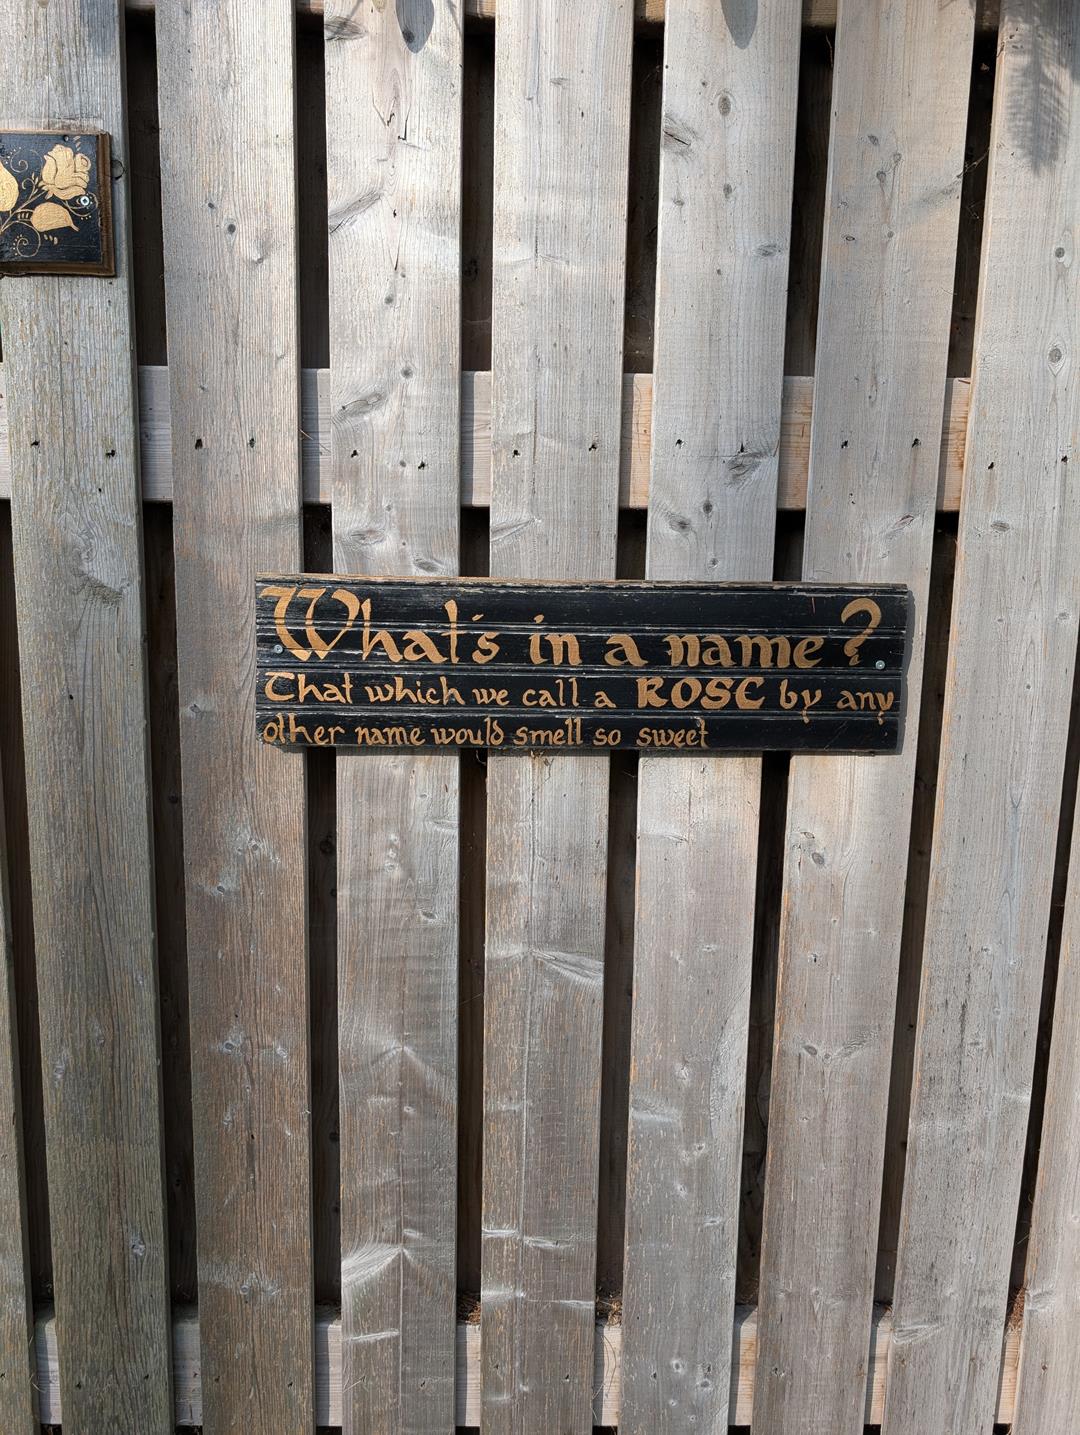 What's in a name?
That which we call a ROSE by any
other name would smell so sweet